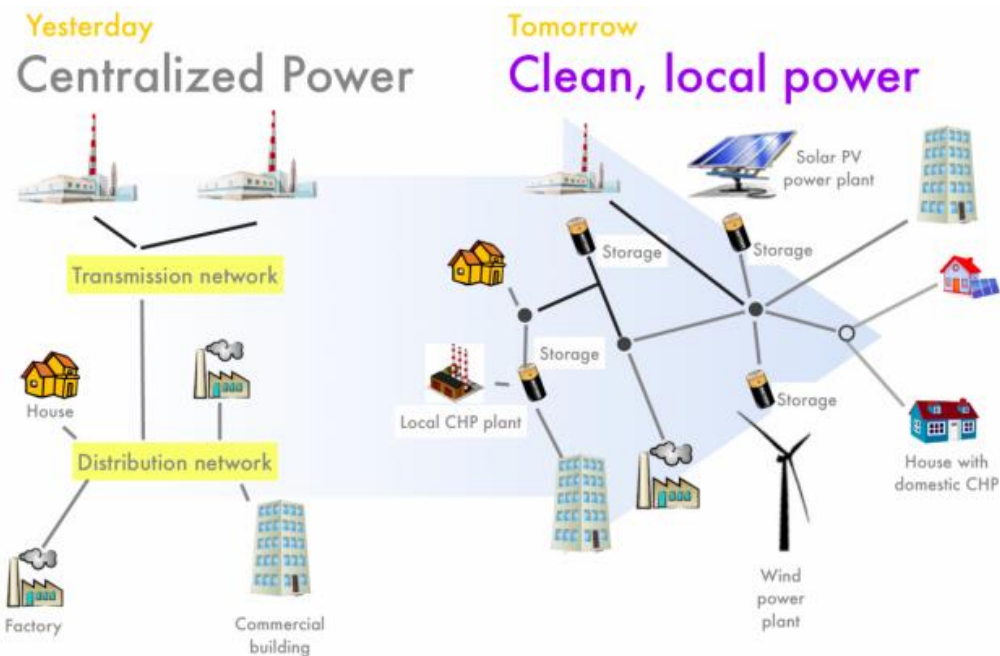 Yesterday
Centralized Power
Transmission network
House
Distribution network
Factory
Commercial
building
Tomorrow
Clean, local power
Solar PV
power plant
Storage
Storage
Storage
Local CHP plant
Storage
House with
domestic CHP
Wind
power
plant